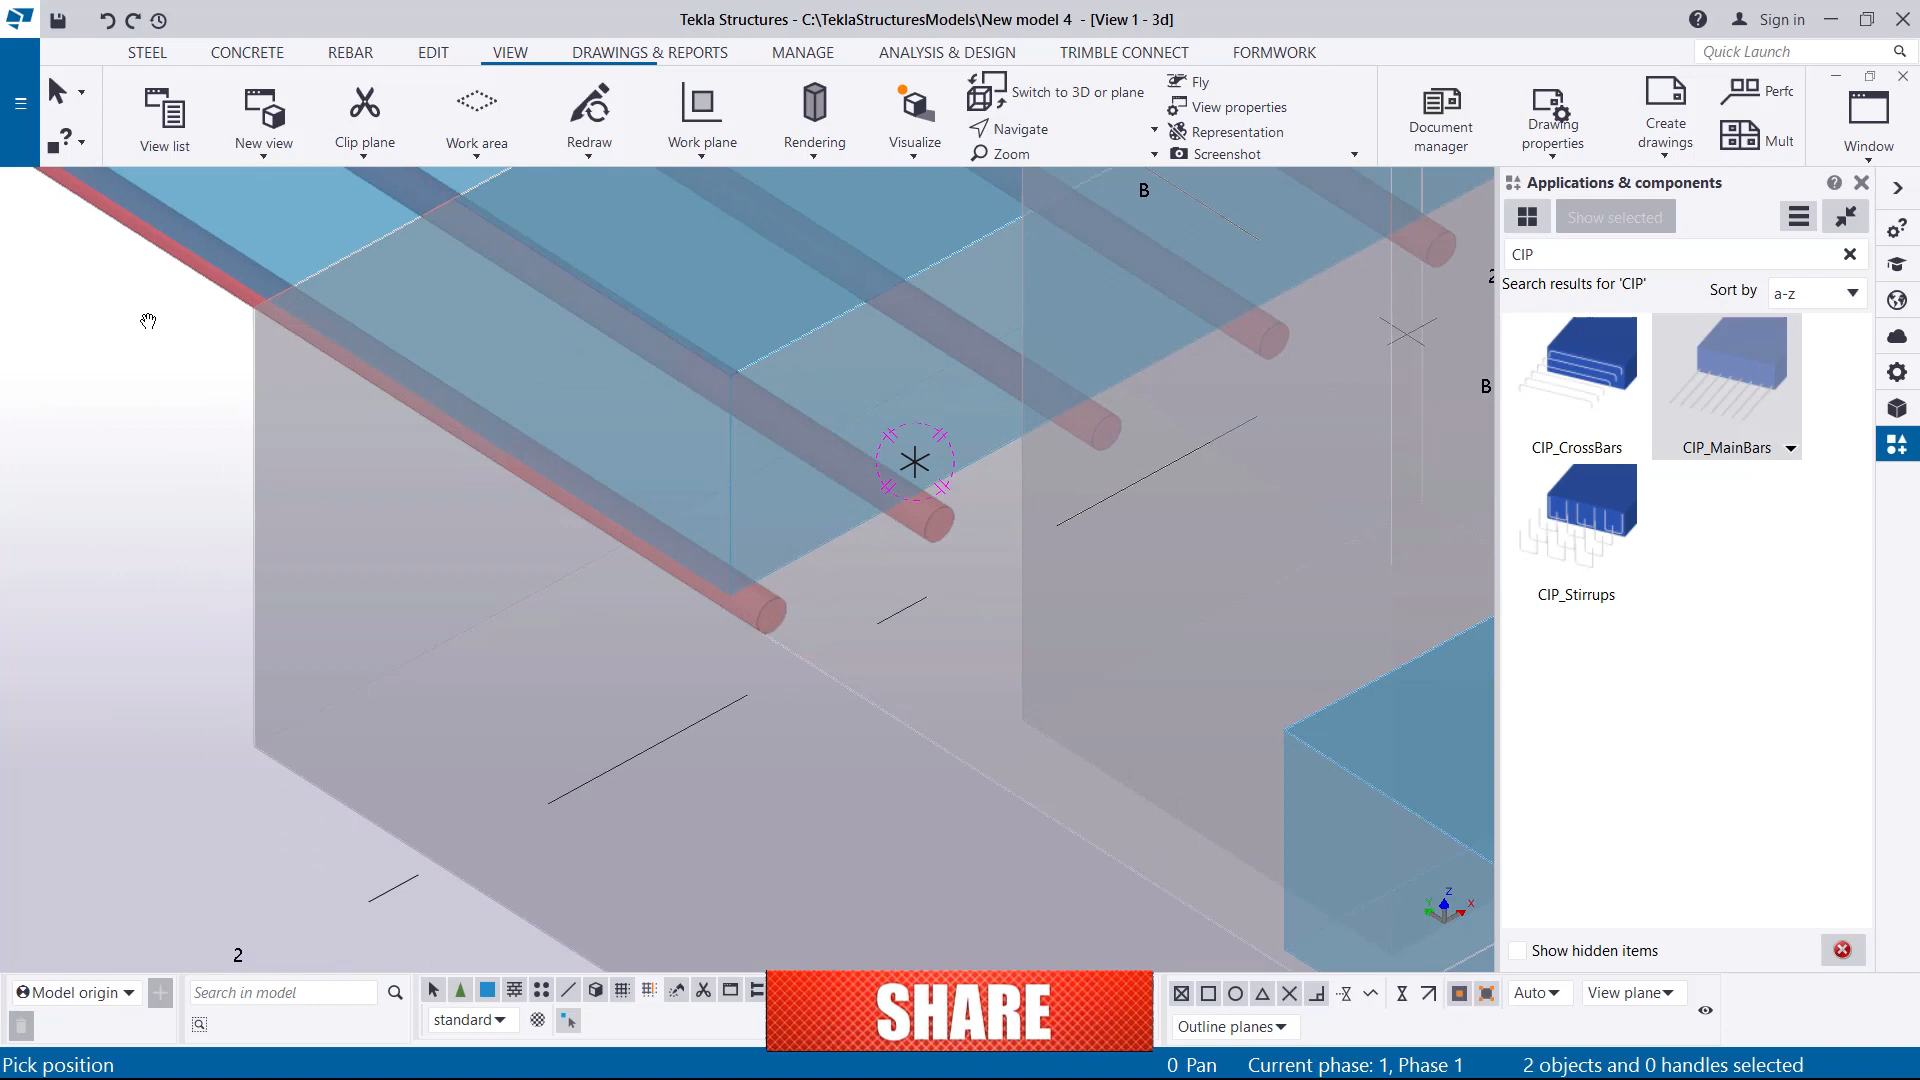 Tekla Structures - C:\TeklaStructuresModels\New model 4 - [View 1 - 3d]
Sign in
STEEL CONCRETE REBAR EDIT VIEW DRAWINGS & REPORTS MANAGE ANALYSIS & DESIGN TRIMBLE CONNECT FORMWORK
Quick Launch
View list
New view
Clip plane
Work area
Redraw
Work plane
Rendering
Visualize
Switch to 3D or plane
Navigate
Zoom
Fly
View properties
Representation
Screenshot
Document manager
Drawing properties
Create drawings
Perfc
Mult
Window
B
2
B
2
Applications & components
Show selected
CIP
Search results for 'CIP'
Sort by
a-z
CIP_CrossBars
CIP_MainBars
CIP_Stirrups
Z
Y
X
Show hidden items
Model origin
Search in model
standard
SHARE
Auto
View plane
Outline planes
Pick position
0 Pan
Current phase: 1, Phase 1
2 objects and 0 handles selected